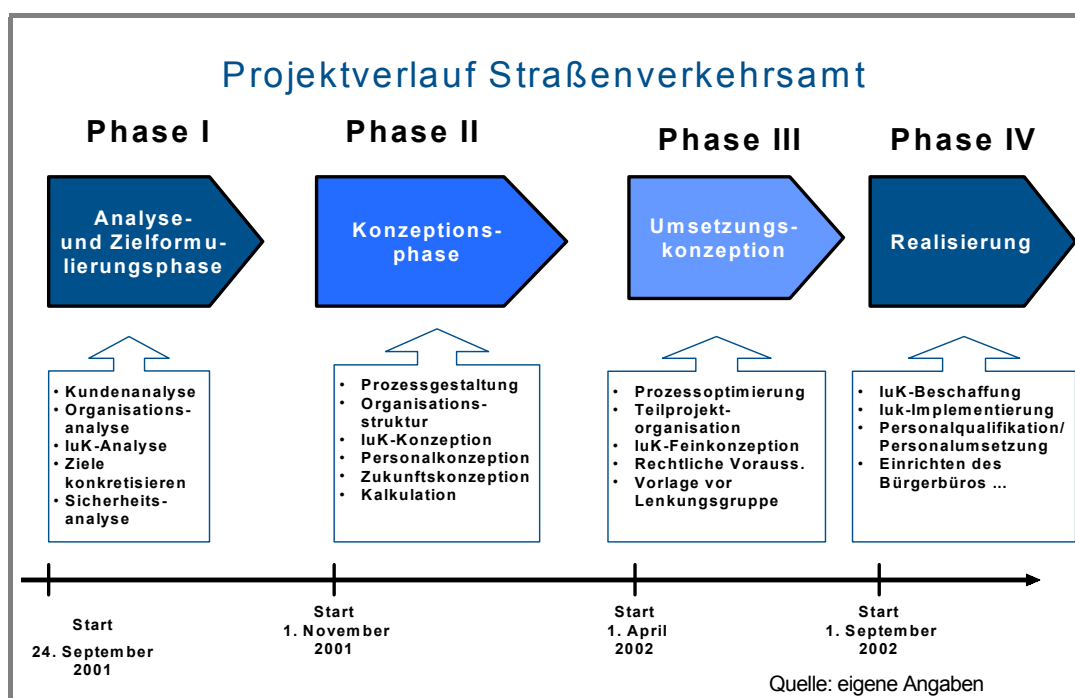 Projektverlauf Straßenverkehrsamt
Phase I
Phase II
Phase III
Phase IV
Analyse-
und Zielformu-
lierungsphase
Konzeptions-
phase
Umsetzungs-
konzeption
Realisierung
• Kundenanalyse
• Organisations-
analyse
• IuK-Analyse
• Ziele
konkretisieren
• Sicherheits-
analyse
• Prozessgestaltung
• Organisations-
struktur
• IuK-Konzeption
• Personalkonzeption
• Zukunftskonzeption
• Kalkulation
• Prozessoptimierung
• Teilprojekt-
organisation
• IuK-Feinkonzeption
• Rechtliche Vorauss.
• Vorlage vor
Lenkungsgruppe
• IuK-Beschaffung
• Iuk-Implementierung
• Personalqualifikation/
Personalumsetzung
• Einrichten des
Bürgerbüros ...
Start
24. September
2001
Start
1. November
2001
Start
1. April
2002
Start
1. September
2002
Quelle: eigene Angaben